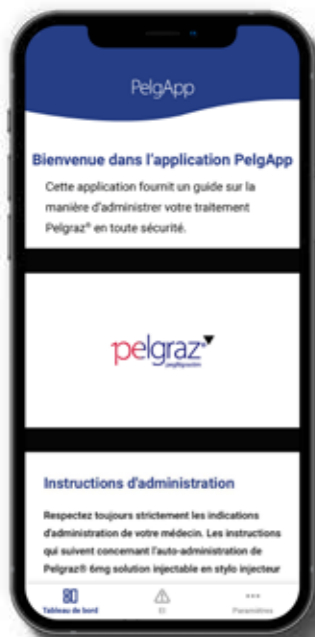 PelgApp
Bienvenue dans l'application PelgApp
Cette application fournit un guide sur la
manière d'administrer votre traitement
Pelgraz® en toute sécurité.
pelgraz
pegfilgrastim
Instructions d'administration
Respectez toujours strictement les indications
d'administration de votre médecin. Les instructions
qui suivent concernant l'auto-administration de
Pelgraz® 6mg solution injectable en stylo injecteur
Tableau de bord
EI
Paramètres